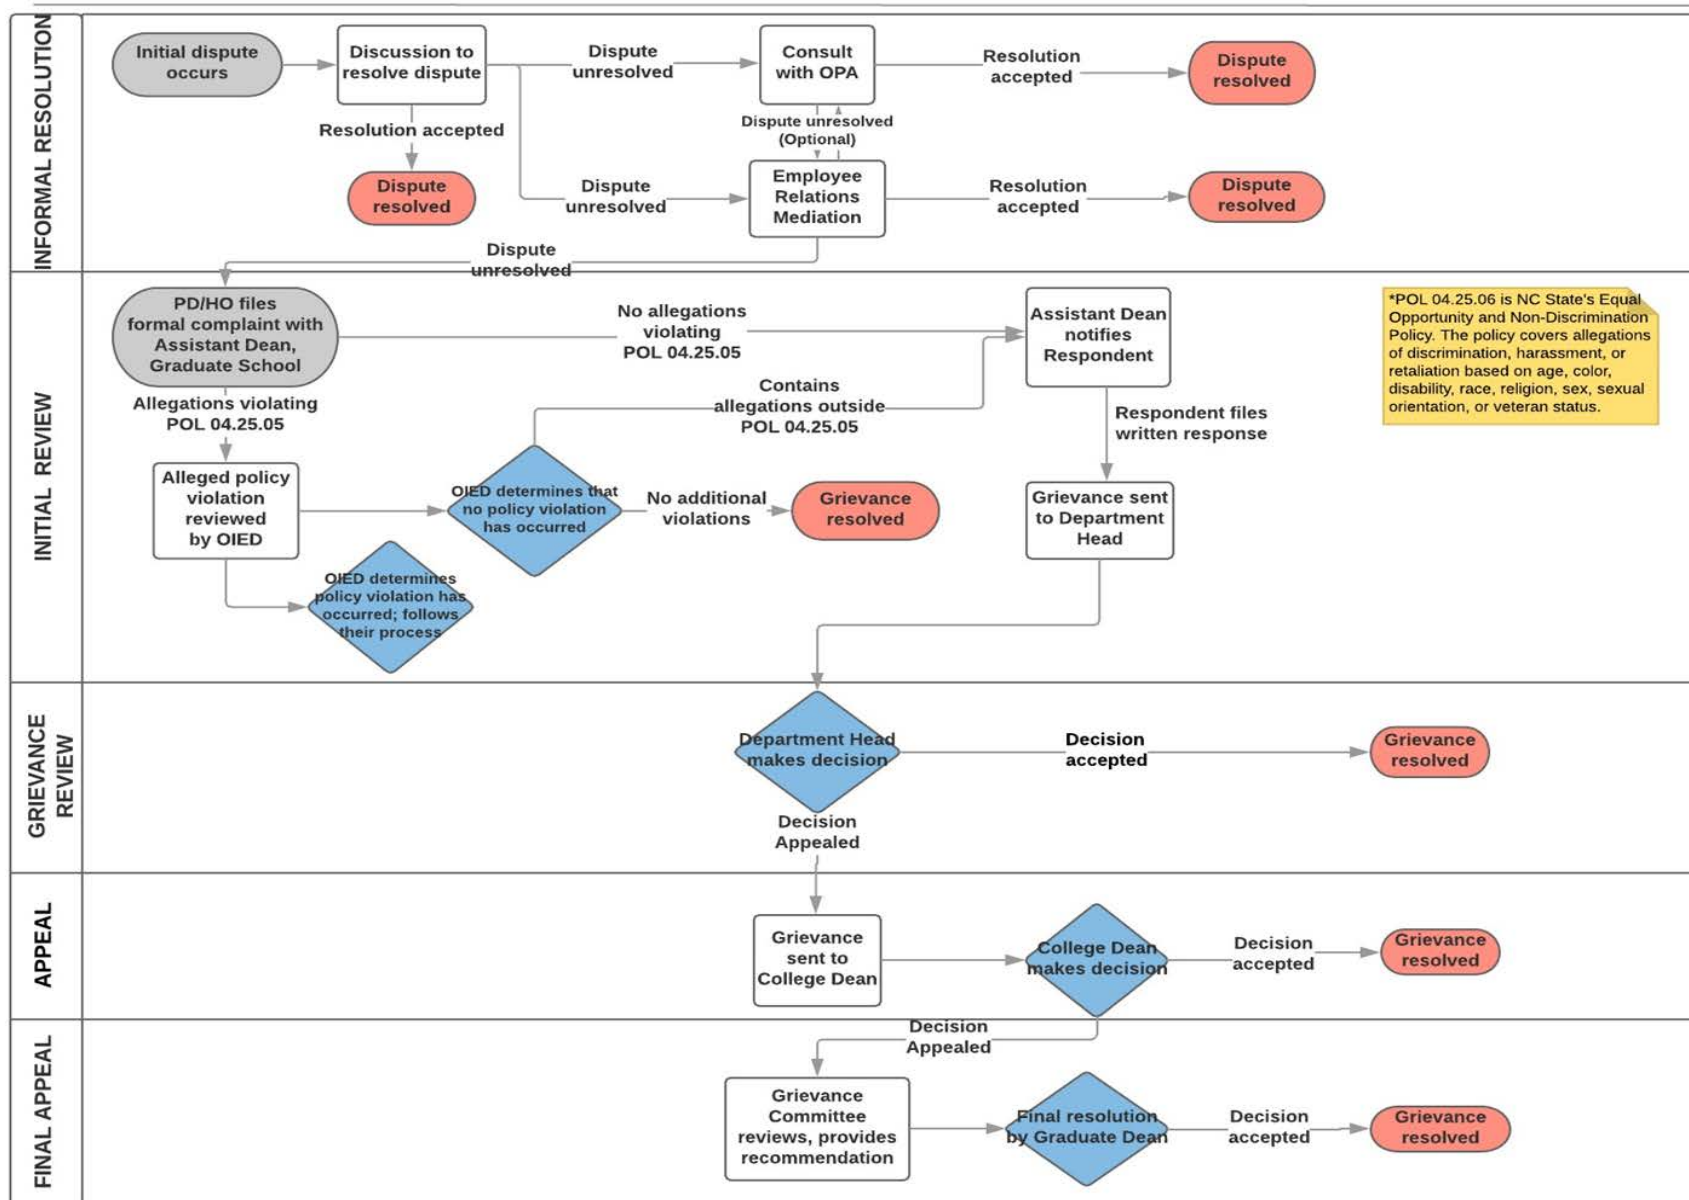 INFORMAL RESOLUTION
Initial dispute
occurs
Discussion to
resolve dispute
Dispute
unresolved
Consult
with OPA
Resolution
accepted
Dispute
resolved
Resolution accepted
Dispute
resolved
Dispute unresolved
(Optional)
Dispute
unresolved
Employee
Relations
Mediation
Resolution
accepted
Dispute
resolved
Dispute
unresolved
INITIAL REVIEW
PD/HO files
formal complaint with
Assistant Dean,
Graduate School
No allegations
violating
POL 04.25.05
Assistant Dean
notifies
Respondent
*POL 04.25.06 is NC State's Equal
Opportunity and Non-Discrimination
Policy. The policy covers allegations
of discrimination, harassment, or
retaliation based on age, color,
disability, race, religion, sex, sexual
orientation, or veteran status.
Allegations violating
POL 04.25.05
Contains
allegations outside
POL 04.25.05
Respondent files
written response
Alleged policy
violation
reviewed
by OIED
OIED determines that
no policy violation
has occurred
No additional
violations
Grievance
resolved
Grievance sent
to Department
Head
OIED determines
policy violation has
occurred; follows
their process
GRIEVANCE
REVIEW
Department Head
makes decision
Decision
accepted
Grievance
resolved
Decision
Appealed
APPEAL
Grievance
sent to
College Dean
College Dean
makes decision
Decision
accepted
Grievance
resolved
Decision
Appealed
FINAL APPEAL
Grievance
Committee
reviews, provides
recommendation
Final resolution
by Graduate Dean
Decision
accepted
Grievance
resolved